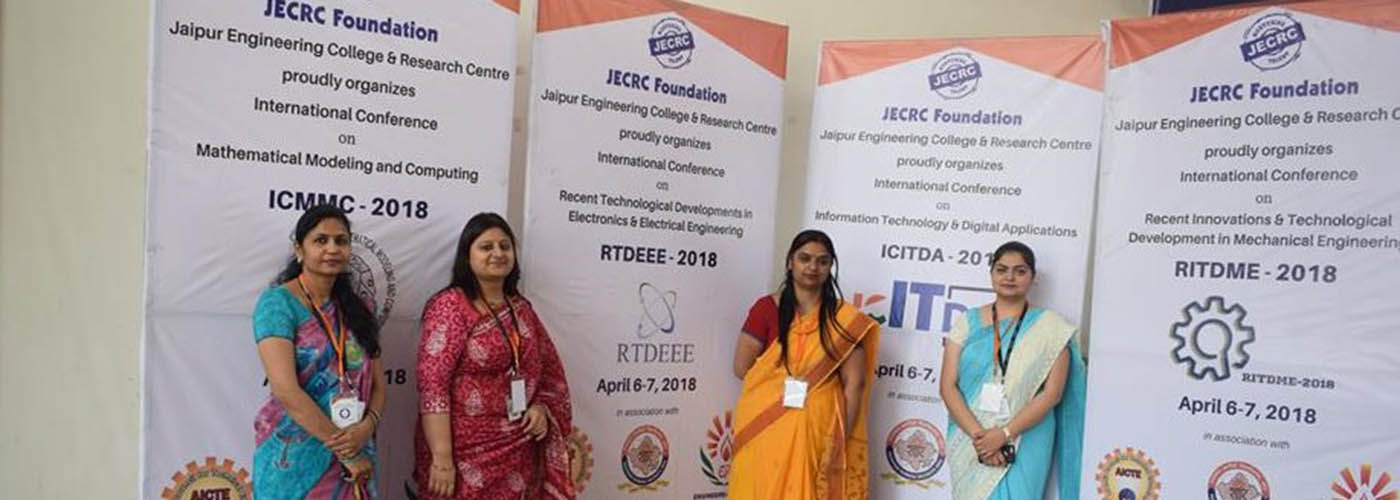 JECRC Foundation
Jaipur Engineering College & Research Centre
proudly organizes
International Conference
on
Mathematical Modeling and Computing
ICMMC - 2018
18
JECRC
JECRC Foundation
Jaipur Engineering College & Research Centre
proudly organizes
International Conference
on
Recent Technological Developments in
Electronics & Electrical Engineering
RTDEEE - 2018
RTDEEE
April 6-7, 2018
in association with
JECRC
JECRC Foundation
Jaipur Engineering College & Research Centre
proudly organizes
International Conference
on
Information Technology & Digital Applications
ICITDA - 201
April 6-7,
in association
JECRC
JECRC Foundation
Jaipur Engineering College & Research C
proudly organizes
International Conference
on
Recent Innovations & Technological
Development in Mechanical Engineering
RITDME - 2018
RITDME-2018
April 6-7, 2018
in association with
AICTE
AICTE